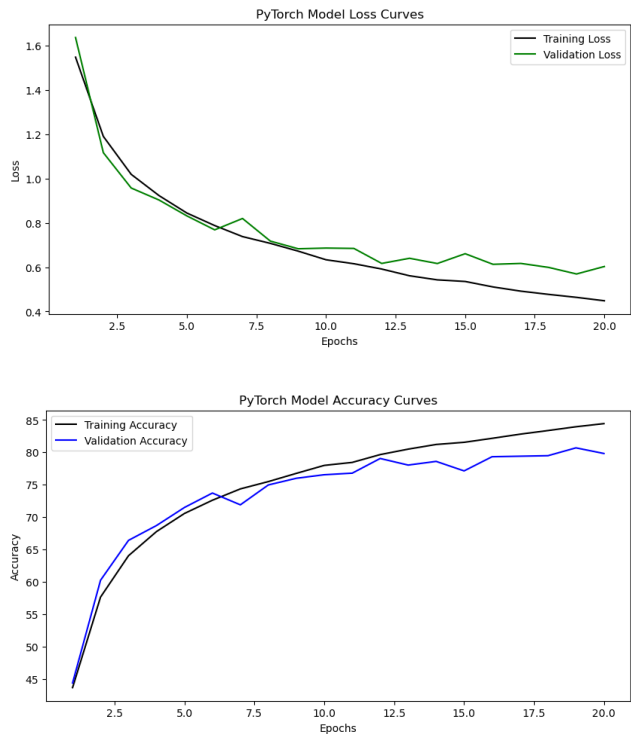 PyTorch Model Loss Curves
Training Loss
Validation Loss
Loss
1.6
1.4
1.2
1.0
0.8
0.6
0.4
2.5 5.0 7.5 10.0 12.5 15.0 17.5 20.0
Epochs
PyTorch Model Accuracy Curves
Training Accuracy
Validation Accuracy
Accuracy
85
80
75
70
65
60
55
50
45
2.5 5.0 7.5 10.0 12.5 15.0 17.5 20.0
Epochs